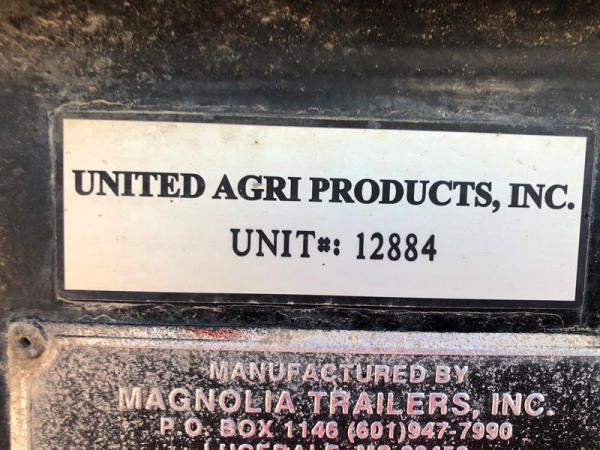 UNITED AGRI PRODUCTS, INC.
UNIT#: 12884
MANUFACTURED BY
MAGNOLIA TRAILERS, INC.
P.O. BOX 1146 (601)947-7990